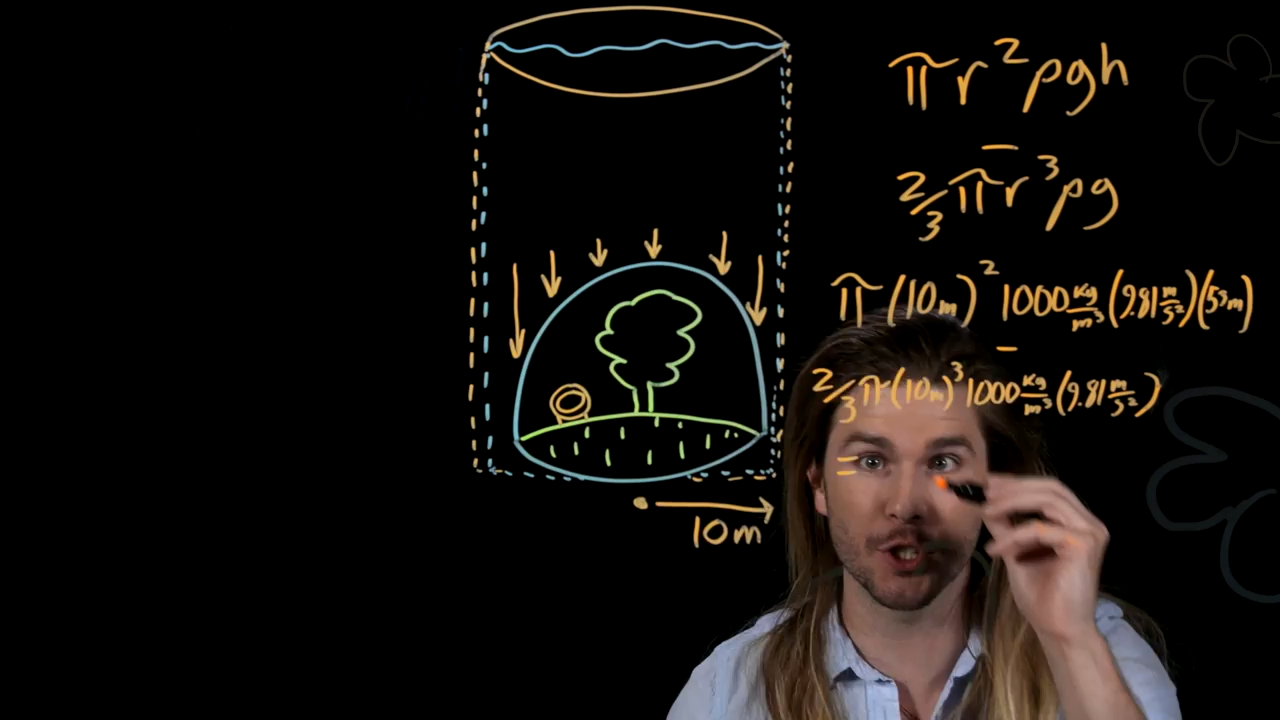 πr²ρgh
−
⅔πr³ρg
π(10m)² 1000 kg/m³ (9.81 m/s²)(53m)
−
⅔π(10m)³ 1000 kg/m³ (9.81 m/s²)
=
10m